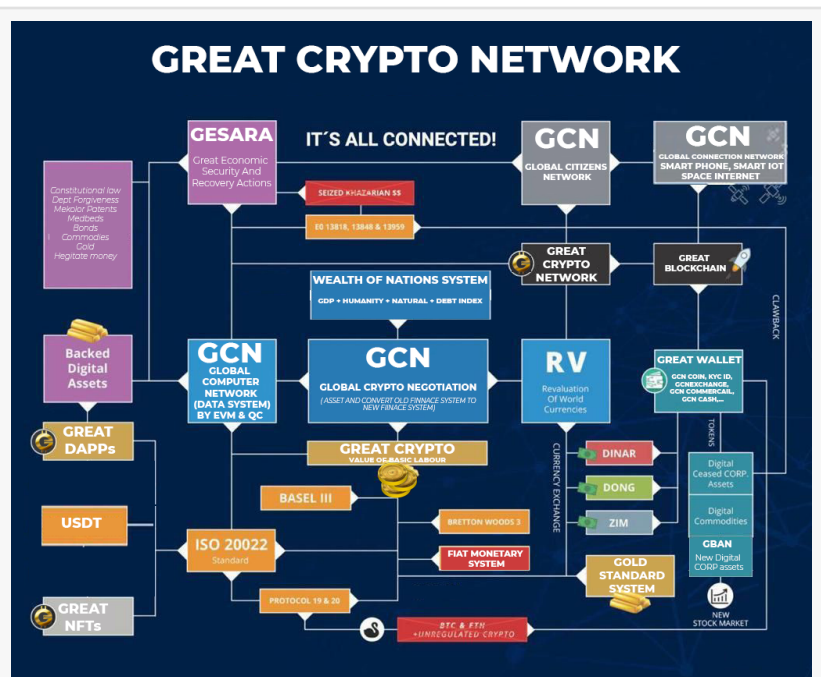 GREAT CRYPTO NETWORK
GESARA
Great Economic
Security And
Recovery Actions
IT´S ALL CONNECTED!
GCN
GLOBAL CITIZENS
NETWORK
GCN
GLOBAL CONNECTION NETWORK
SMART PHONE, SMART IOT
SPACE INTERNET
Constitutional law
Dept Forgiveness
Mekolor Patents
Medbeds
Bonds
Commodies
Gold
Hegitate money
SEIZED KHAZARIAN $$
EO 13818, 13848 & 13959
GREAT
CRYPTO
NETWORK
GREAT
BLOCKCHAIN
WEALTH OF NATIONS SYSTEM
GDP + HUMANITY + NATURAL + DEBT INDEX
CLAWBACK
Backed
Digital
Assets
GCN
GLOBAL
COMPUTER
NETWORK
(DATA SYSTEM)
BY EVM & QC
GCN
GLOBAL CRYPTO NEGOTIATION
( ASSET AND CONVERT OLD FINNACE SYSTEM TO
NEW FIINACE SYSTEM)
RV
Revaluation
Of World
Currencies
GREAT WALLET
GCN COIN, KYC ID,
GCNEXCHANGE,
GCN COMMERCAIL,
GCN CASH,...
GREAT
DAPPs
GREAT CRYPTO
VALUE OF BASIC LABOUR
CURRENCY EXCHANGE
DINAR
DONG
ZIM
TOKENS
Digital
Ceased CORP.
Assets
Digital
Commodities
GBAN
New Digital
CORP assets
NEW
STOCK MARKET
BASEL III
USDT
BRETTON WOODS 3
ISO 20022
Standard
FIAT MONETARY
SYSTEM
GOLD
STANDARD
SYSTEM
PROTOCOL 19 & 20
GREAT
NFTs
BTC & ETH
+UNREGULATED CRYPTO